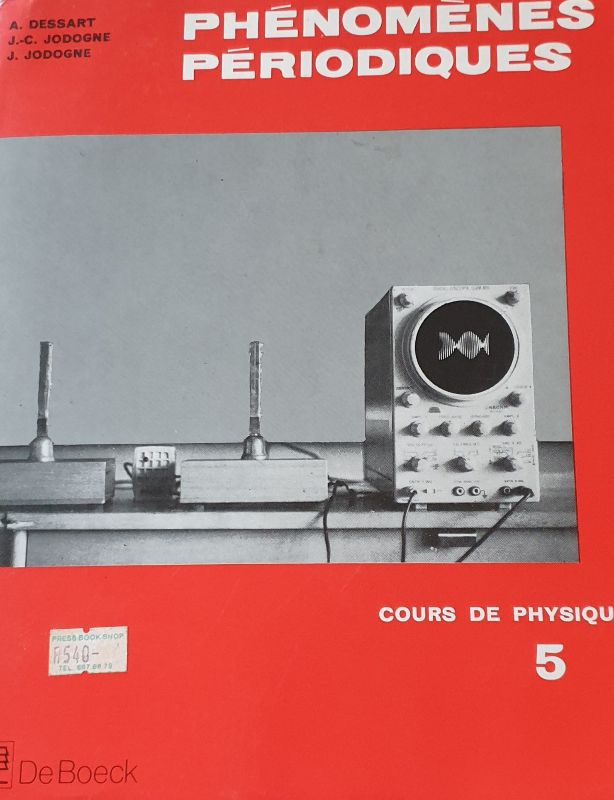 A. DESSART
J.-C. JODOGNE
J. JODOGNE
PHÉNOMÈNES
PÉRIODIQUES
COURS DE PHYSIQU
5
PRESS BOOK-SHOP
540-
De Boeck